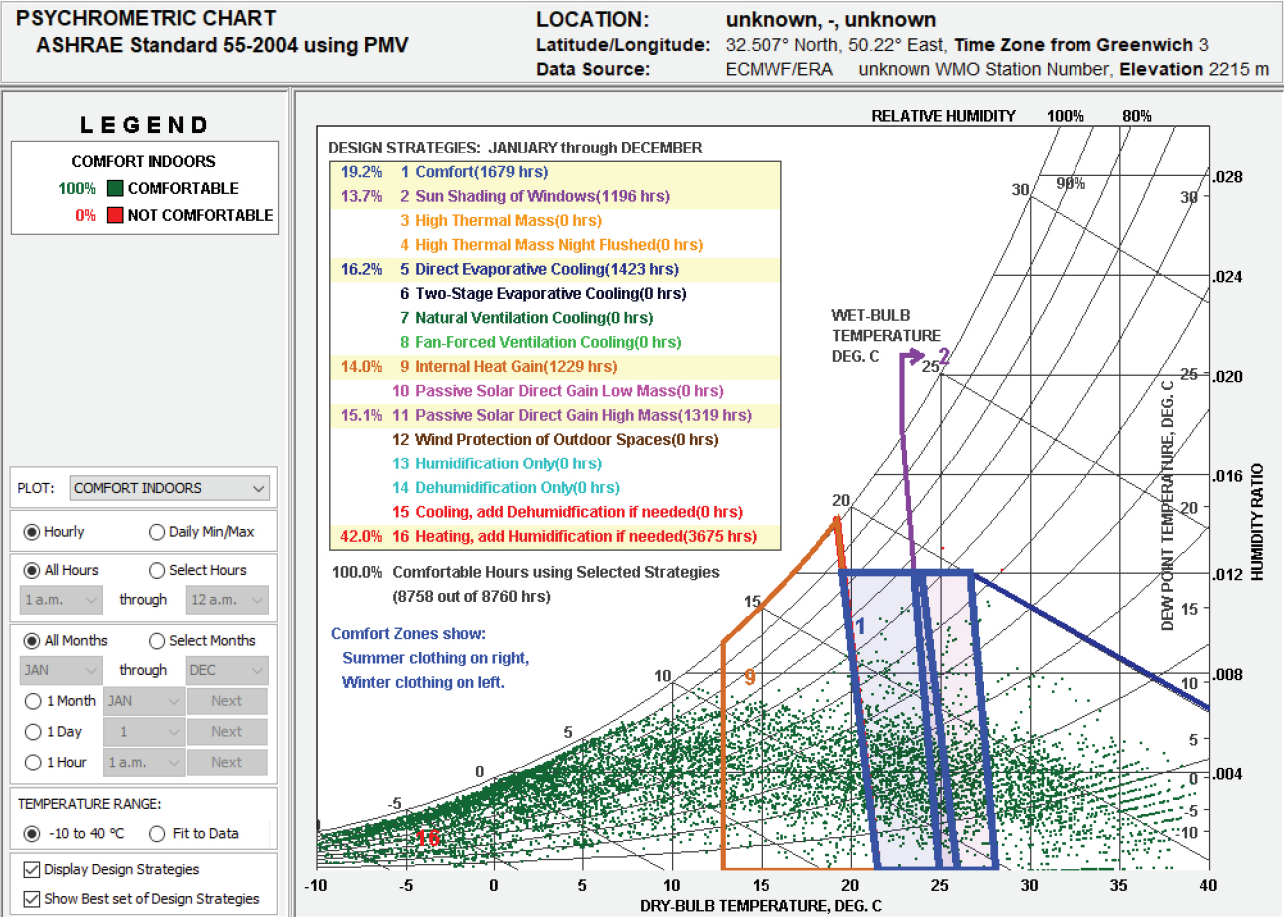 PSYCHROMETRIC CHART
ASHRAE Standard 55-2004 using PMV
LOCATION: unknown, -, unknown
Latitude/Longitude: 32.507° North, 50.22° East, Time Zone from Greenwich 3
Data Source: ECMWF/ERA unknown WMO Station Number, Elevation 2215 m
LEGEND
COMFORT INDOORS
100% COMFORTABLE
0% NOT COMFORTABLE
PLOT: COMFORT INDOORS
Hourly Daily Min/Max
All Hours Select Hours
1 a.m. through 12 a.m.
All Months Select Months
JAN through DEC
1 Month JAN Next
1 Day 1 Next
1 Hour 1 a.m. Next
TEMPERATURE RANGE:
-10 to 40 °C Fit to Data
Display Design Strategies
Show Best set of Design Strategies
RELATIVE HUMIDITY 100% 80%
DESIGN STRATEGIES: JANUARY through DECEMBER
19.2% 1 Comfort(1679 hrs)
13.7% 2 Sun Shading of Windows(1196 hrs)
3 High Thermal Mass(0 hrs)
4 High Thermal Mass Night Flushed(0 hrs)
16.2% 5 Direct Evaporative Cooling(1423 hrs)
6 Two-Stage Evaporative Cooling(0 hrs)
7 Natural Ventilation Cooling(0 hrs)
8 Fan-Forced Ventilation Cooling(0 hrs)
14.0% 9 Internal Heat Gain(1229 hrs)
10 Passive Solar Direct Gain Low Mass(0 hrs)
15.1% 11 Passive Solar Direct Gain High Mass(1319 hrs)
12 Wind Protection of Outdoor Spaces(0 hrs)
13 Humidification Only(0 hrs)
14 Dehumidification Only(0 hrs)
15 Cooling, add Dehumidfication if needed(0 hrs)
42.0% 16 Heating, add Humidification if needed(3675 hrs)
100.0% Comfortable Hours using Selected Strategies
(8758 out of 8760 hrs)
Comfort Zones show:
Summer clothing on right,
Winter clothing on left.
WET-BULB
TEMPERATURE
DEG. C
90%
30
25
20
15
10
5
0
-5
2
1
9
16
30
25
20
15
10
5
0
-5
-10
DEW POINT TEMPERATURE, DEG. C
.028
.024
.020
.016
.012
.008
.004
HUMIDITY RATIO
-10 -5 0 5 10 15 20 25 30 35 40
DRY-BULB TEMPERATURE, DEG. C